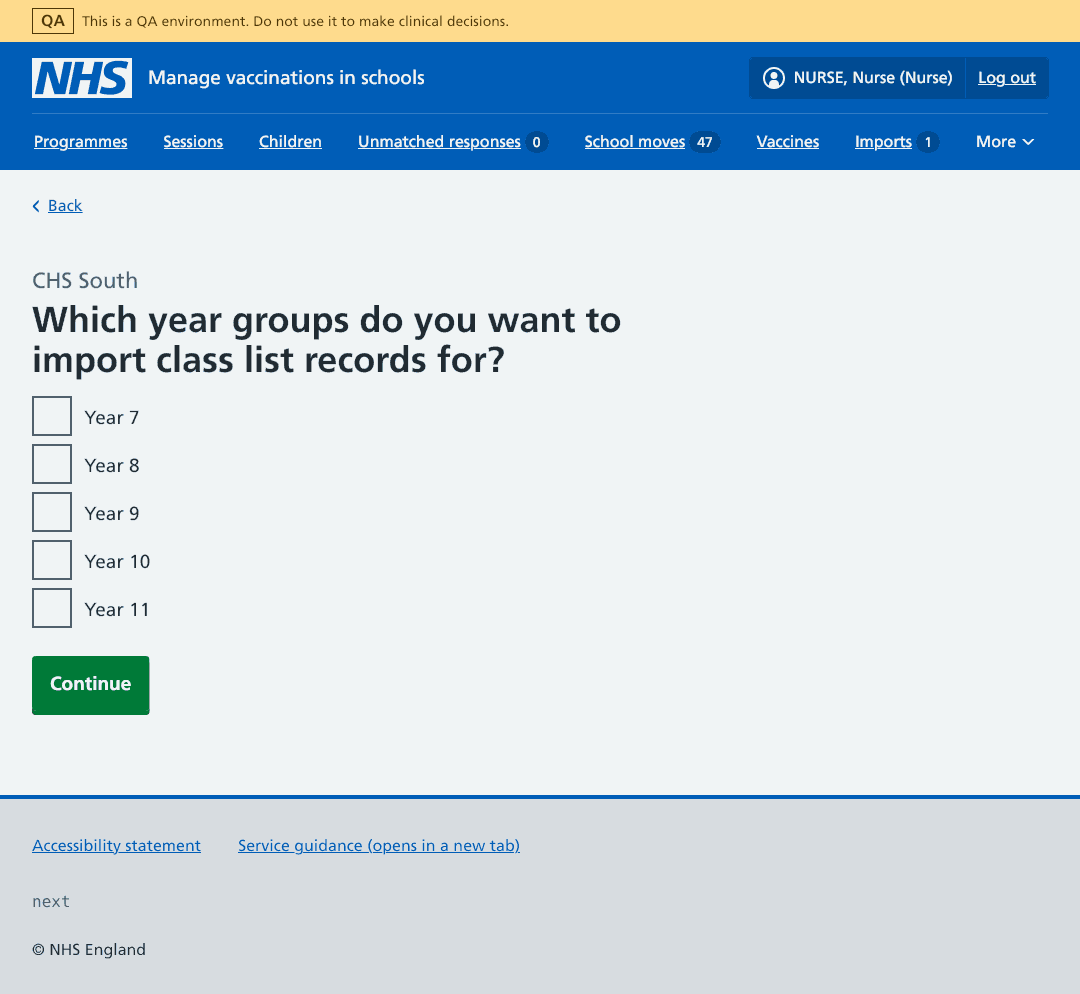 QA This is a QA environment. Do not use it to make clinical decisions.
NHS Manage vaccinations in schools NURSE, Nurse (Nurse) Log out
Programmes Sessions Children Unmatched responses 0 School moves 47 Vaccines Imports 1 More
Back
CHS South
Which year groups do you want to
import class list records for?
Year 7
Year 8
Year 9
Year 10
Year 11
Continue
Accessibility statement Service guidance (opens in a new tab)
next
© NHS England